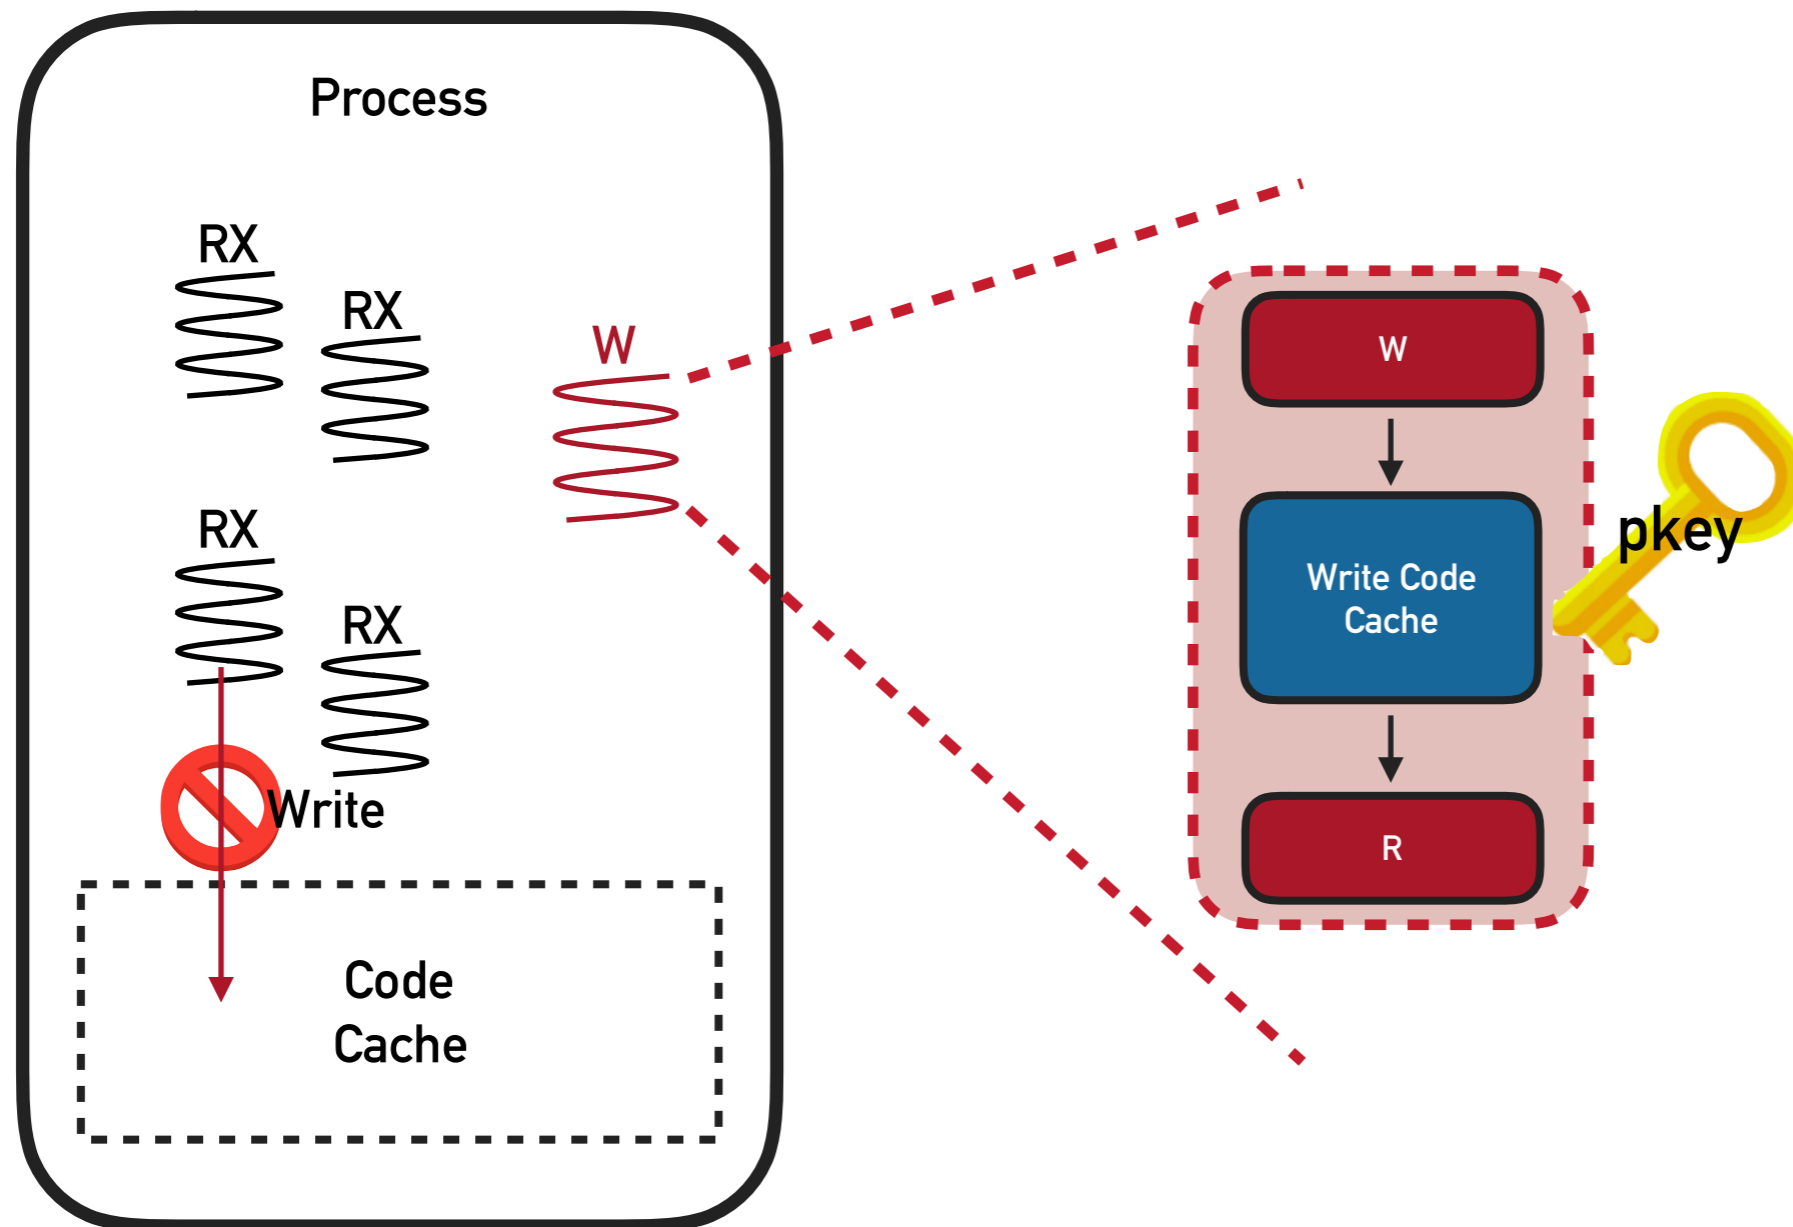 Process
RX
RX
W
RX
RX
Write
Code
Cache
W
Write Code
Cache
R
pkey